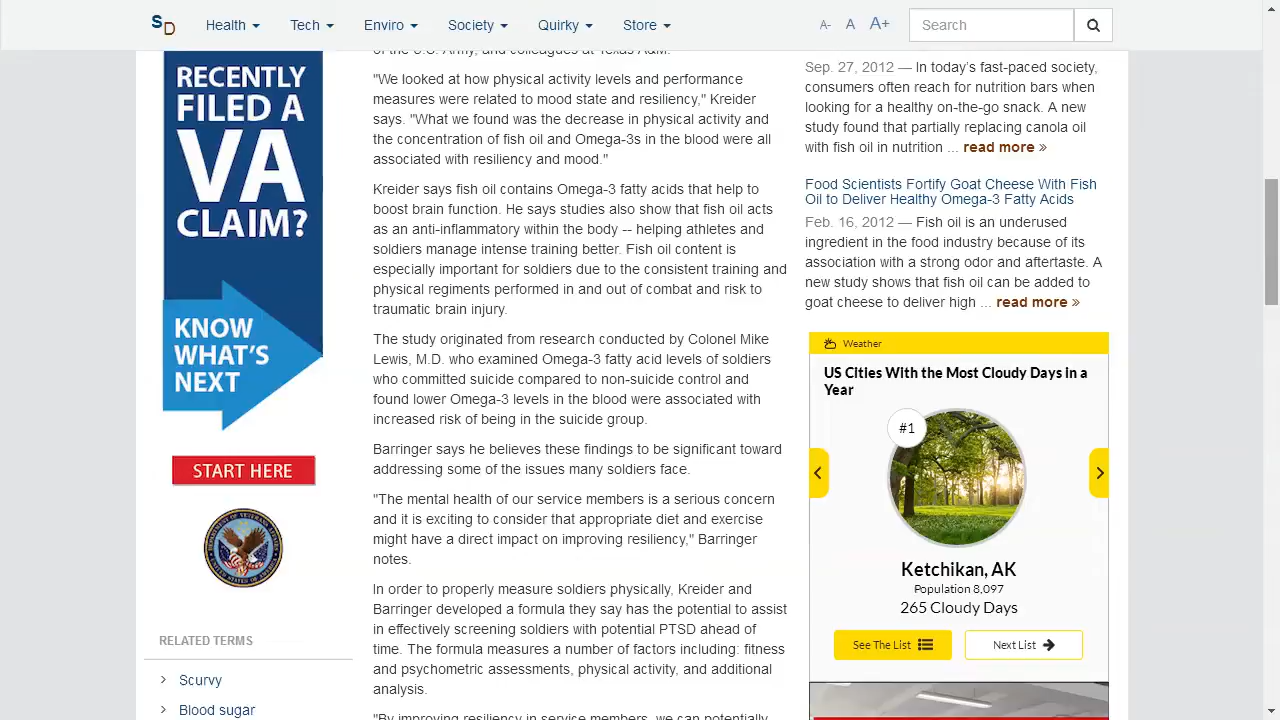 S
D
Health
Tech
Enviro
Society
Quirky
Store
A-
A
A+
Search
RECENTLY
FILED A
VA
CLAIM?
KNOW
WHAT'S
NEXT
START HERE
RELATED TERMS
Scurvy
Blood sugar
of the U.S. Army, and colleagues at Texas A&M.
"We looked at how physical activity levels and performance
measures were related to mood state and resiliency," Kreider
says. "What we found was the decrease in physical activity and
the concentration of fish oil and Omega-3s in the blood were all
associated with resiliency and mood."
Kreider says fish oil contains Omega-3 fatty acids that help to
boost brain function. He says studies also show that fish oil acts
as an anti-inflammatory within the body -- helping athletes and
soldiers manage intense training better. Fish oil content is
especially important for soldiers due to the consistent training and
physical regiments performed in and out of combat and risk to
traumatic brain injury.
The study originated from research conducted by Colonel Mike
Lewis, M.D. who examined Omega-3 fatty acid levels of soldiers
who committed suicide compared to non-suicide control and
found lower Omega-3 levels in the blood were associated with
increased risk of being in the suicide group.
Barringer says he believes these findings to be significant toward
addressing some of the issues many soldiers face.
"The mental health of our service members is a serious concern
and it is exciting to consider that appropriate diet and exercise
might have a direct impact on improving resiliency," Barringer
notes.
In order to properly measure soldiers physically, Kreider and
Barringer developed a formula they say has the potential to assist
in effectively screening soldiers with potential PTSD ahead of
time. The formula measures a number of factors including: fitness
and psychometric assessments, physical activity, and additional
analysis.
"By improving resiliency in service members, we can potentially
Sep. 27, 2012 — In today's fast-paced society,
consumers often reach for nutrition bars when
looking for a healthy on-the-go snack. A new
study found that partially replacing canola oil
with fish oil in nutrition ... read more »
Food Scientists Fortify Goat Cheese With Fish
Oil to Deliver Healthy Omega-3 Fatty Acids
Feb. 16, 2012 — Fish oil is an underused
ingredient in the food industry because of its
association with a strong odor and aftertaste. A
new study shows that fish oil can be added to
goat cheese to deliver high ... read more »
Weather
US Cities With the Most Cloudy Days in a
Year
#1
Ketchikan, AK
Population 8,097
265 Cloudy Days
See The List
Next List